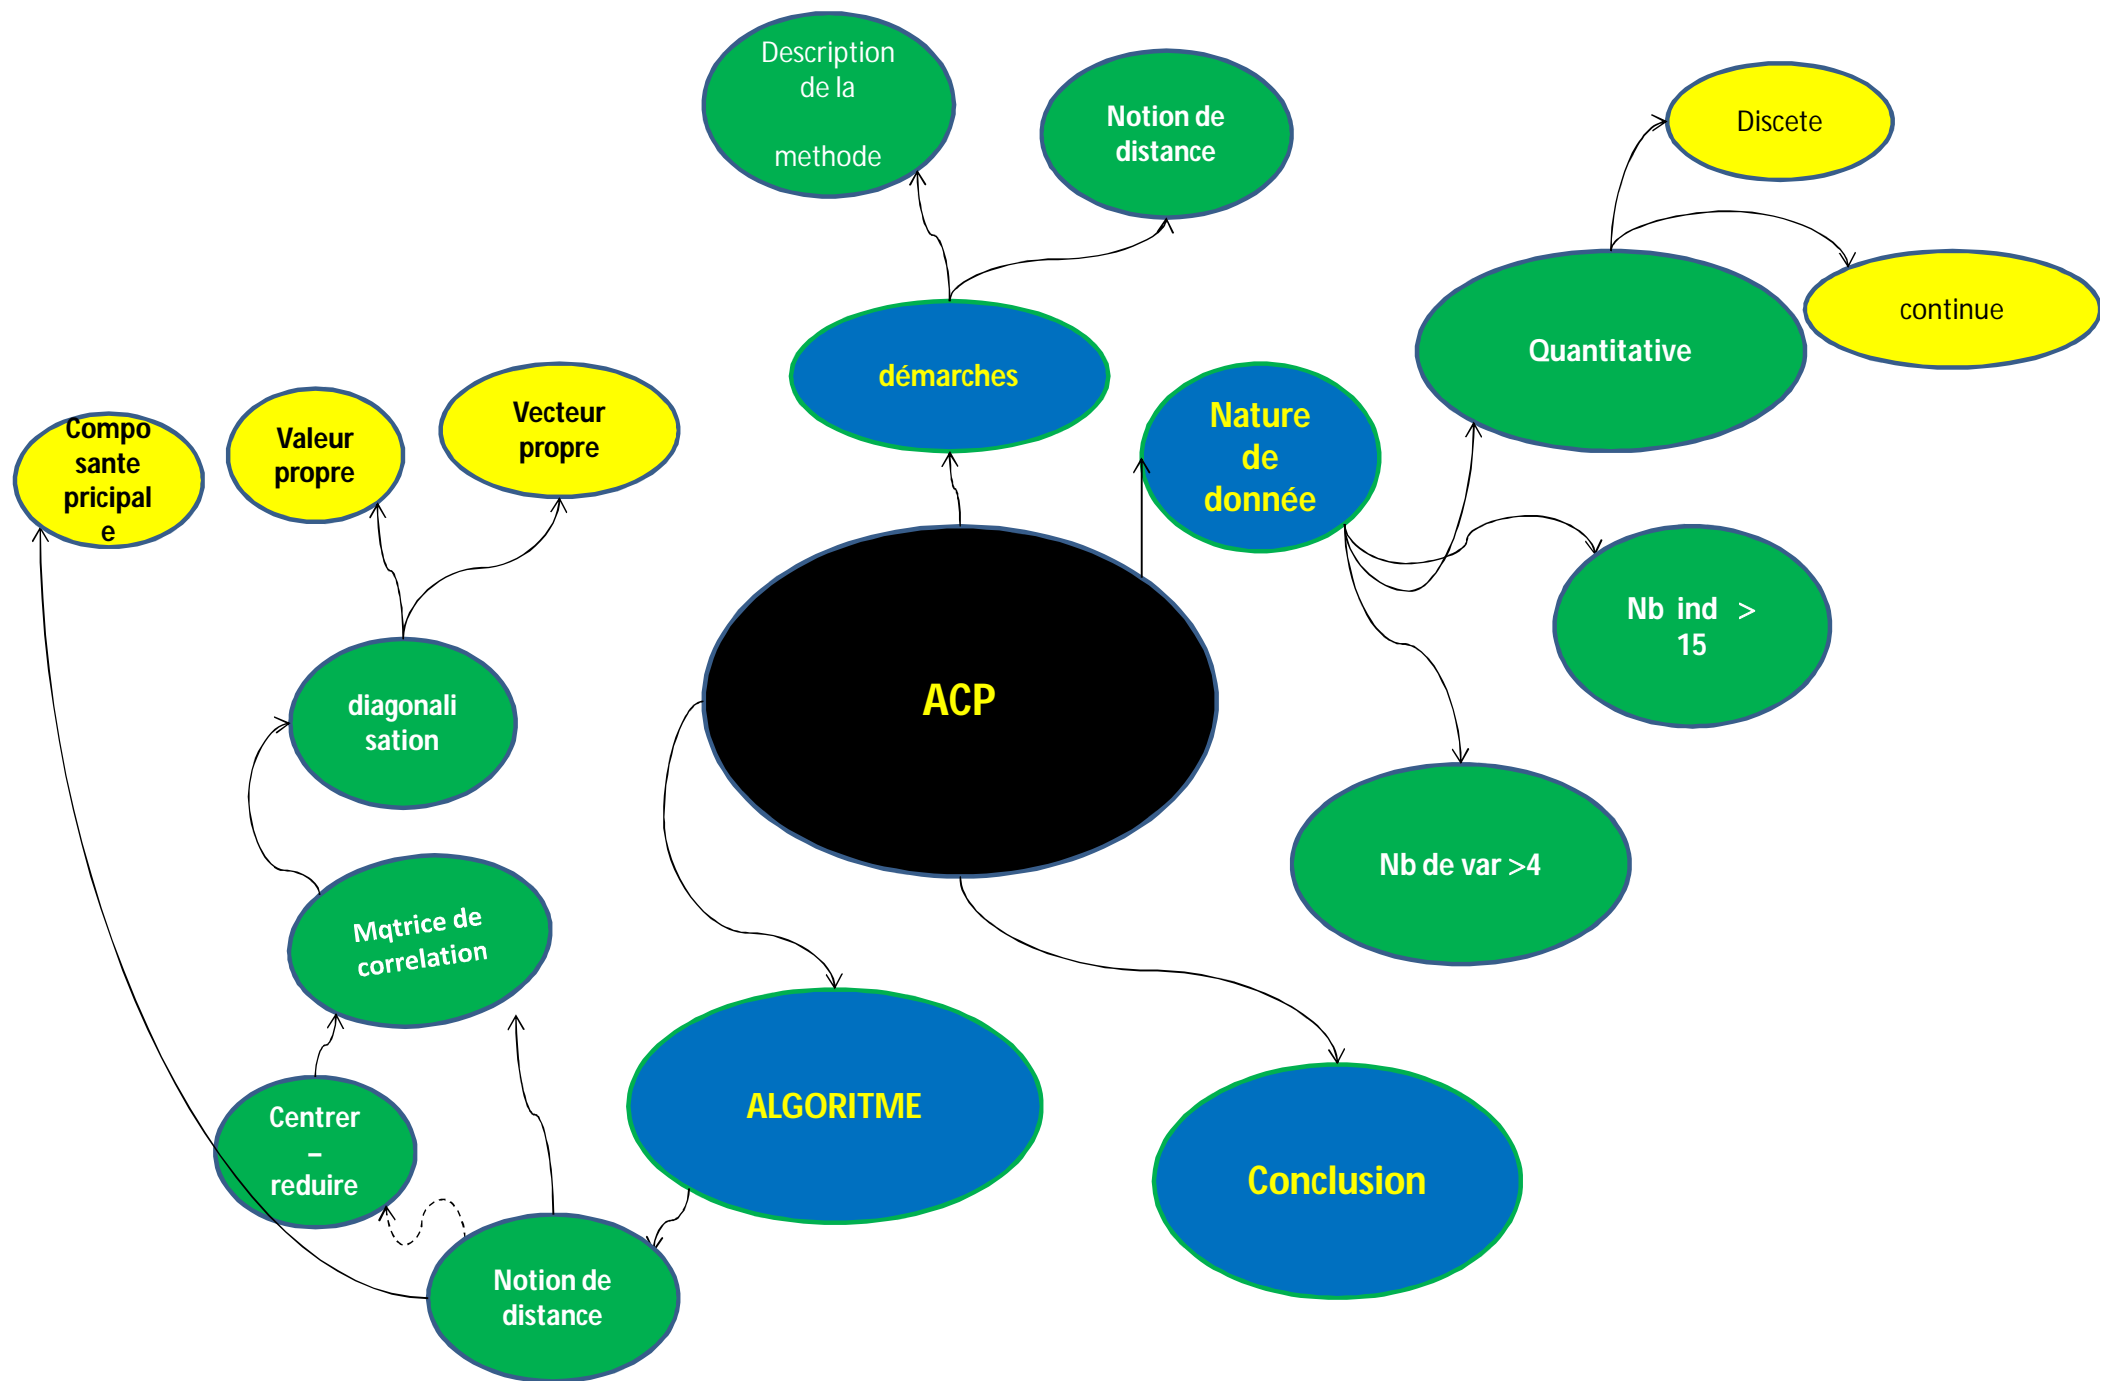 Description
de la
methode
Notion de
distance
Discete
continue
Quantitative
démarches
Nature
de
donnée
Compo
sante
pricipal
e
Valeur
propre
Vecteur
propre
Nb ind >
15
ACP
diagonali
sation
Nb de var >4
Mqtrice de
correlation
ALGORITME
Conclusion
Centrer
–
reduire
Notion de
distance